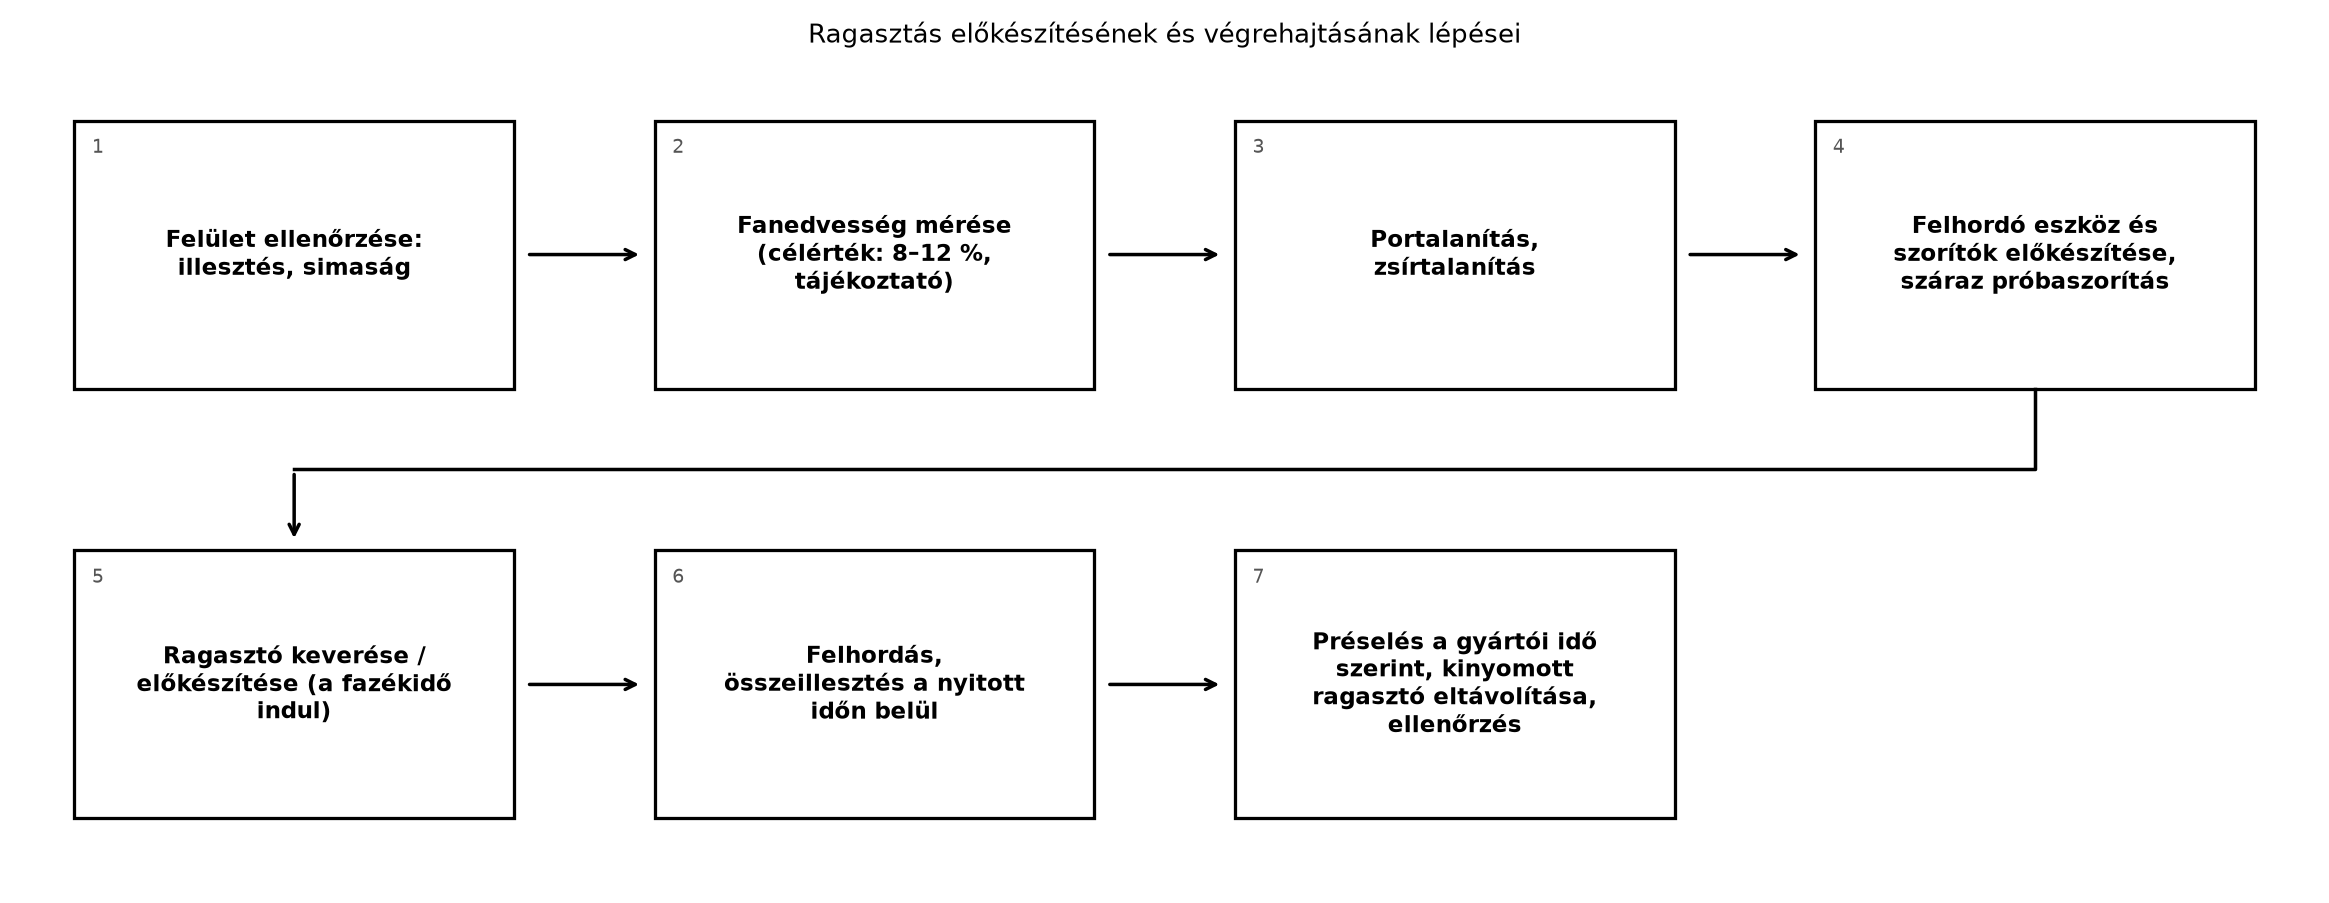 Ragasztás előkészítésének és végrehajtásának lépései
1
Felület ellenőrzése:
illesztés, simaság
2
Fanedvesség mérése
(célérték: 8–12 %,
tájékoztató)
3
Portalanítás,
zsírtalanítás
4
Felhordó eszköz és
szorítók előkészítése,
száraz próbaszorítás
5
Ragasztó keverése /
előkészítése (a fazékidő
indul)
6
Felhordás,
összeillesztés a nyitott
időn belül
7
Préselés a gyártói idő
szerint, kinyomott
ragasztó eltávolítása,
ellenőrzés